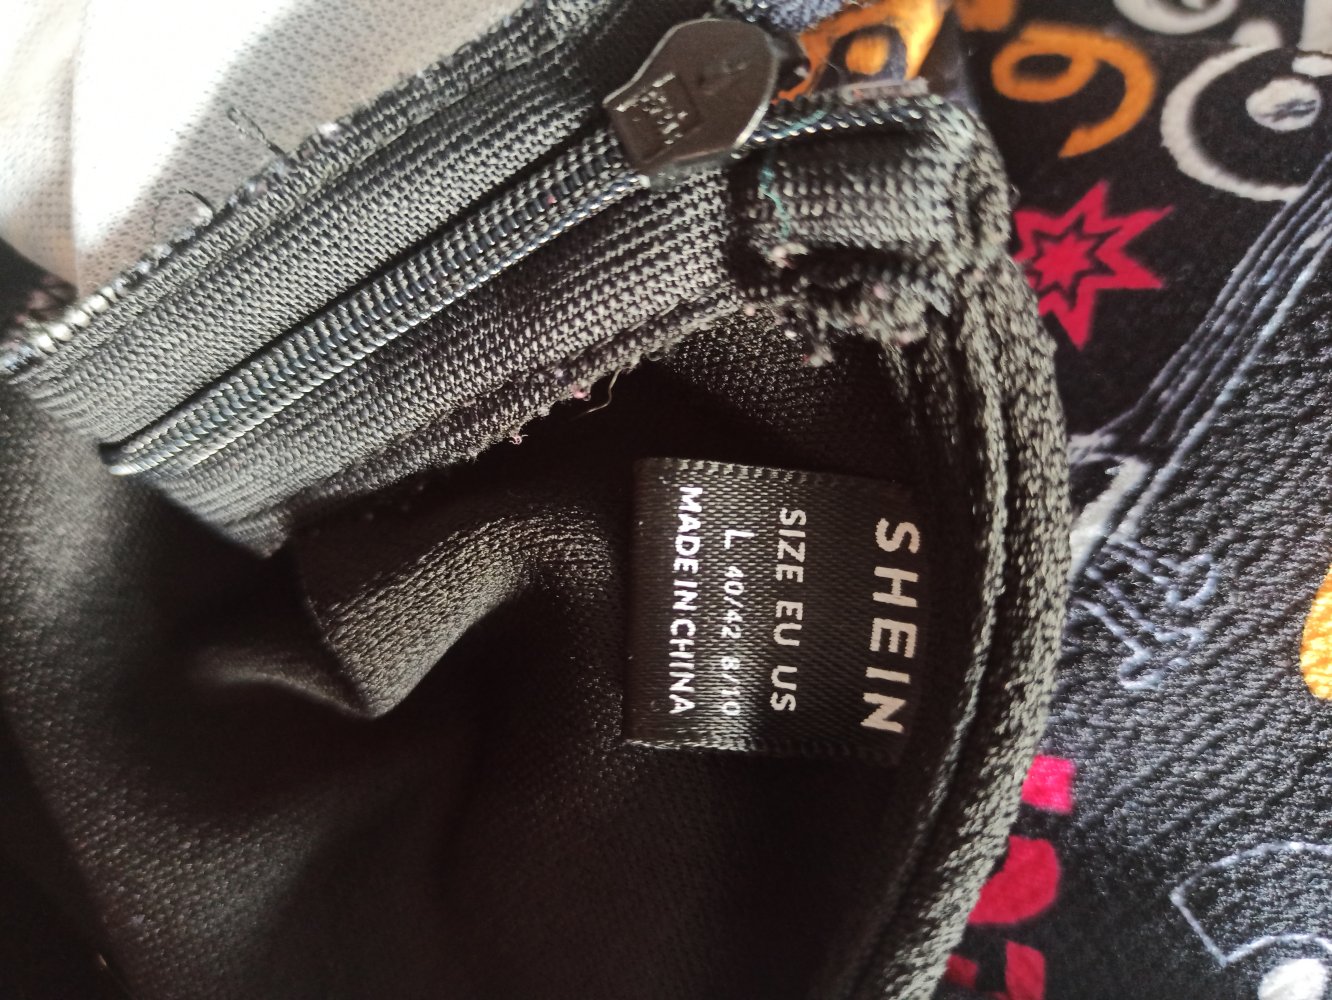 SHEIN
SIZE EU US
L 40/42 8/10
MADE IN CHINA